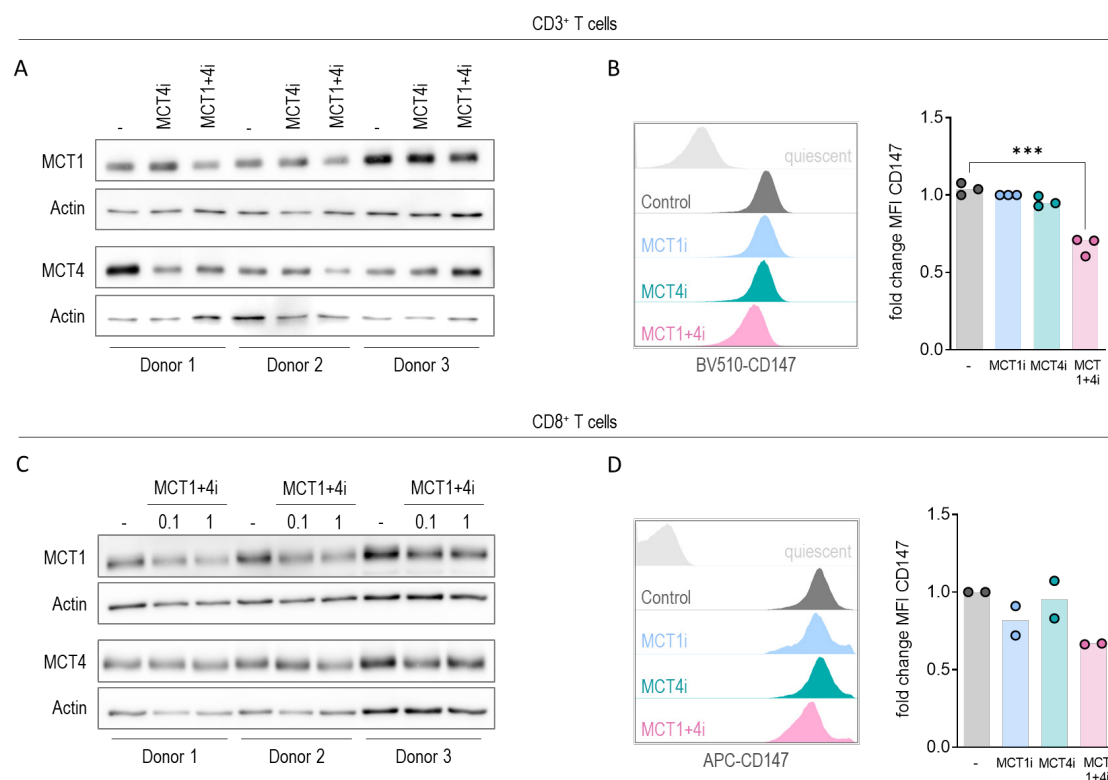 CD3⁺ T cells
A
- MCT4i MCT1+4i - MCT4i MCT1+4i - MCT4i MCT1+4i
MCT1
Actin
MCT4
Actin
Donor 1 Donor 2 Donor 3
B
quiescent
Control
MCT1i
MCT4i
MCT1+4i
BV510-CD147
fold change MFI CD147
1.5
1.0
0.5
0.0
***
- MCT1i MCT4i MCT
1+4i
CD8⁺ T cells
C
MCT1+4i MCT1+4i MCT1+4i
- 0.1 1 - 0.1 1 - 0.1 1
MCT1
Actin
MCT4
Actin
Donor 1 Donor 2 Donor 3
D
quiescent
Control
MCT1i
MCT4i
MCT1+4i
APC-CD147
fold change MFI CD147
1.5
1.0
0.5
0.0
- MCT1i MCT4i MCT
1+4i